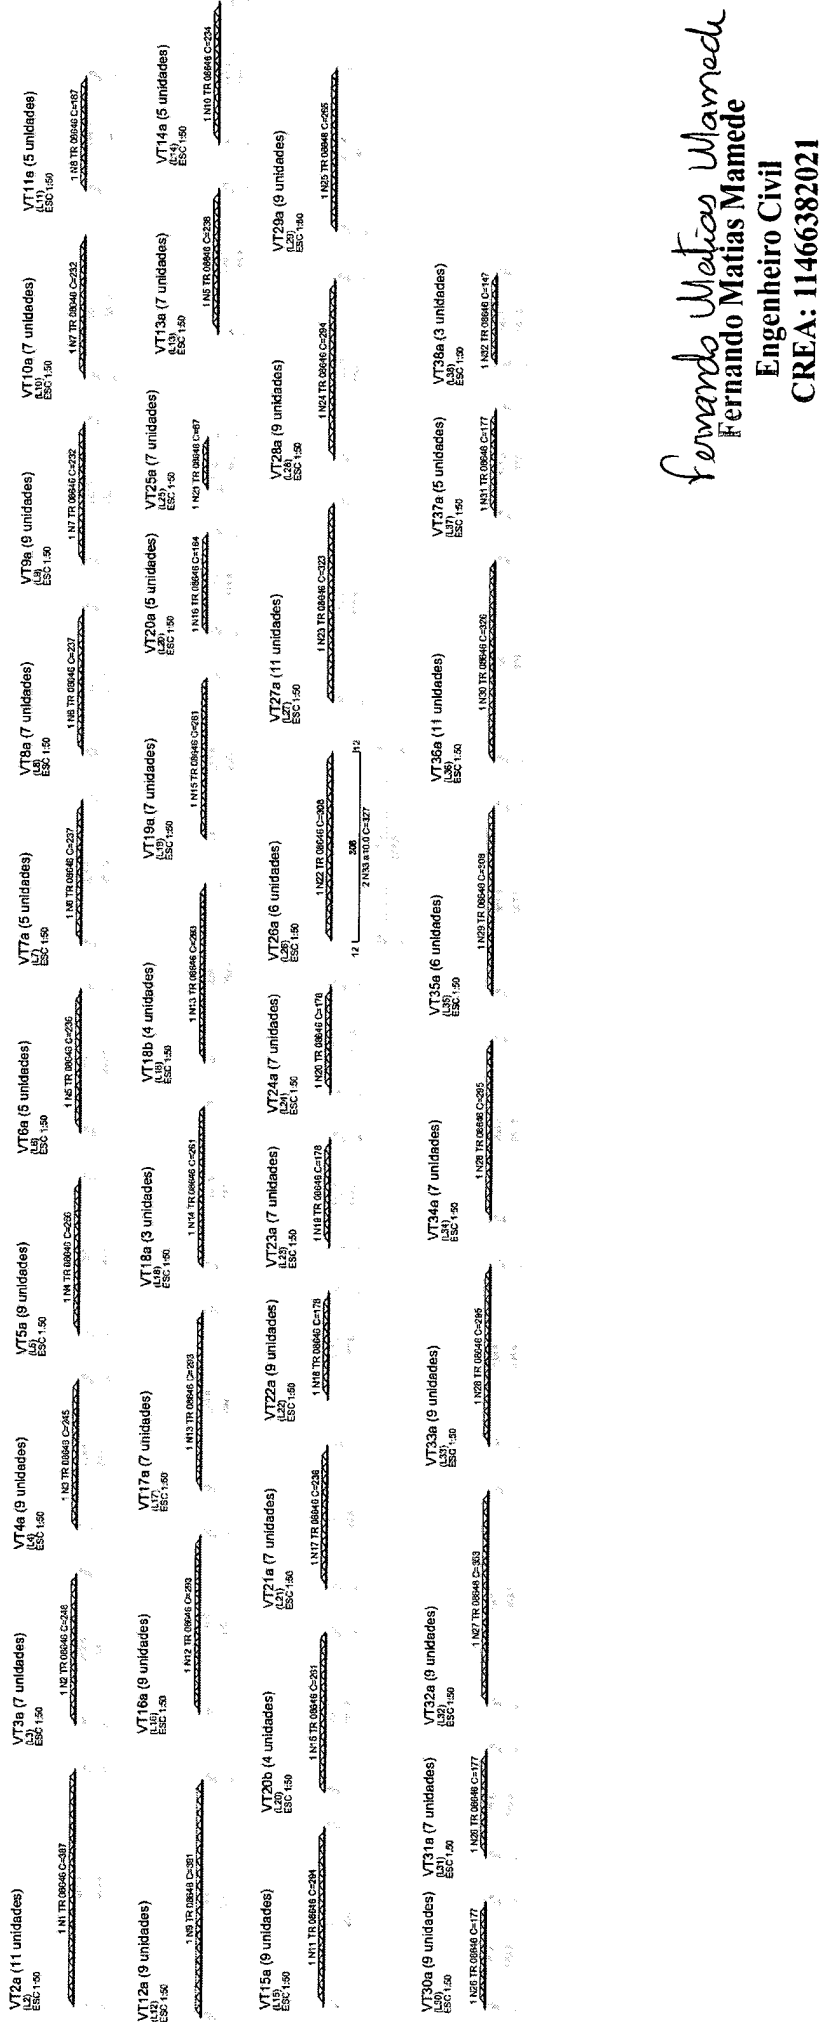 VT2a (11 unidades)
(L2)
ESC 1:50
1 N1 TR 08646 C=387
VT3a (7 unidades)
(L3)
ESC 1:50
1 N2 TR 08646 C=246
VT4a (9 unidades)
(L4)
ESC 1:50
1 N3 TR 08646 C=245
VT5a (9 unidades)
(L5)
ESC 1:50
1 N4 TR 08646 C=256
VT6a (5 unidades)
(L6)
ESC 1:50
1 N5 TR 08646 C=236
VT7a (5 unidades)
(L7)
ESC 1:50
1 N6 TR 08646 C=237
VT8a (7 unidades)
(L8)
ESC 1:50
1 N6 TR 08646 C=237
VT9a (9 unidades)
(L9)
ESC 1:50
1 N7 TR 08646 C=232
VT10a (7 unidades)
(L10)
ESC 1:50
1 N7 TR 08646 C=232
VT11a (5 unidades)
(L11)
ESC 1:50
1 N8 TR 08646 C=187
VT12a (9 unidades)
(L12)
ESC 1:50
1 N9 TR 08646 C=391
VT16a (9 unidades)
(L16)
ESC 1:50
1 N12 TR 08646 C=293
VT17a (7 unidades)
(L17)
ESC 1:50
1 N13 TR 08646 C=293
VT18a (3 unidades)
(L18)
ESC 1:50
1 N14 TR 08646 C=261
VT18b (4 unidades)
(L18)
ESC 1:50
1 N13 TR 08646 C=293
VT19a (7 unidades)
(L19)
ESC 1:50
1 N15 TR 08646 C=261
VT20a (5 unidades)
(L20)
ESC 1:50
1 N16 TR 08646 C=164
VT25a (7 unidades)
(L25)
ESC 1:50
1 N21 TR 08646 C=87
VT13a (7 unidades)
(L13)
ESC 1:50
1 N5 TR 08646 C=236
VT14a (5 unidades)
(L14)
ESC 1:50
1 N10 TR 08646 C=234
VT15a (9 unidades)
(L15)
ESC 1:50
1 N11 TR 08646 C=294
VT20b (4 unidades)
(L20)
ESC 1:50
1 N15 TR 08646 C=261
VT21a (7 unidades)
(L21)
ESC 1:50
1 N17 TR 08646 C=236
VT22a (9 unidades)
(L22)
ESC 1:50
1 N18 TR 08646 C=178
VT23a (7 unidades)
(L23)
ESC 1:50
1 N19 TR 08646 C=178
VT24a (7 unidades)
(L24)
ESC 1:50
1 N20 TR 08646 C=178
VT26a (6 unidades)
(L26)
ESC 1:50
1 N22 TR 08646 C=308
12
308
12
2 N33 ø10.0 C=327
VT27a (11 unidades)
(L27)
ESC 1:50
1 N23 TR 08646 C=323
VT28a (9 unidades)
(L28)
ESC 1:50
1 N24 TR 08646 C=294
VT29a (9 unidades)
(L29)
ESC 1:50
1 N25 TR 08646 C=265
VT30a (9 unidades)
(L30)
ESC 1:50
1 N26 TR 08646 C=177
VT31a (7 unidades)
(L31)
ESC 1:50
1 N26 TR 08646 C=177
VT32a (9 unidades)
(L32)
ESC 1:50
1 N27 TR 08646 C=353
VT33a (9 unidades)
(L33)
ESC 1:50
1 N28 TR 08646 C=295
VT34a (7 unidades)
(L34)
ESC 1:50
1 N28 TR 08646 C=295
VT35a (6 unidades)
(L35)
ESC 1:50
1 N29 TR 08646 C=308
VT36a (11 unidades)
(L36)
ESC 1:50
1 N30 TR 08646 C=326
VT37a (5 unidades)
(L37)
ESC 1:50
1 N31 TR 08646 C=177
VT38a (3 unidades)
(L38)
ESC 1:50
1 N32 TR 08646 C=147
Fernando Matias Mamede
Fernando Matias Mamede
Engenheiro Civil
CREA: 11466382021